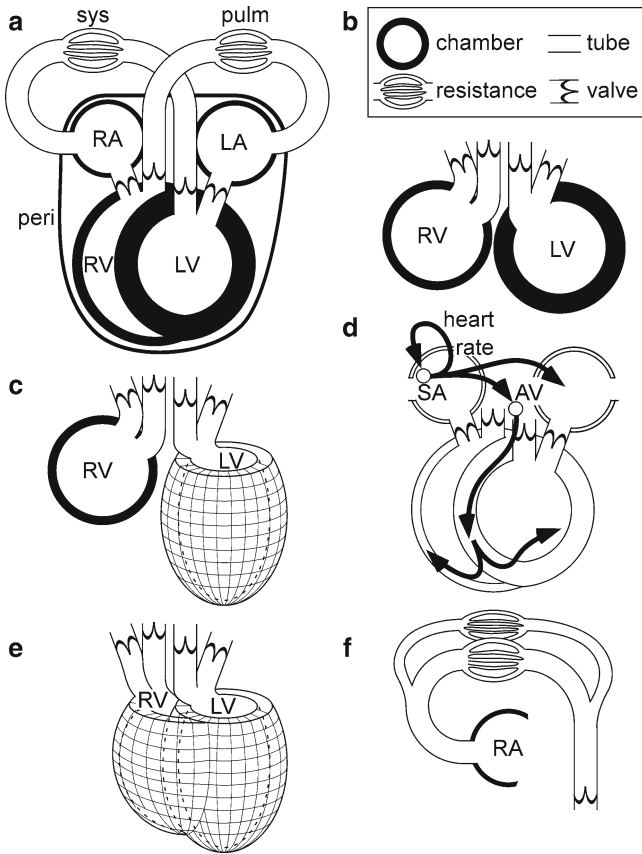 a
sys
pulm
RA
LA
peri
RV
LV
b
chamber
tube
resistance
valve
RV
LV
c
RV
LV
d
heart
rate
SA
AV
e
RV
LV
f
RA